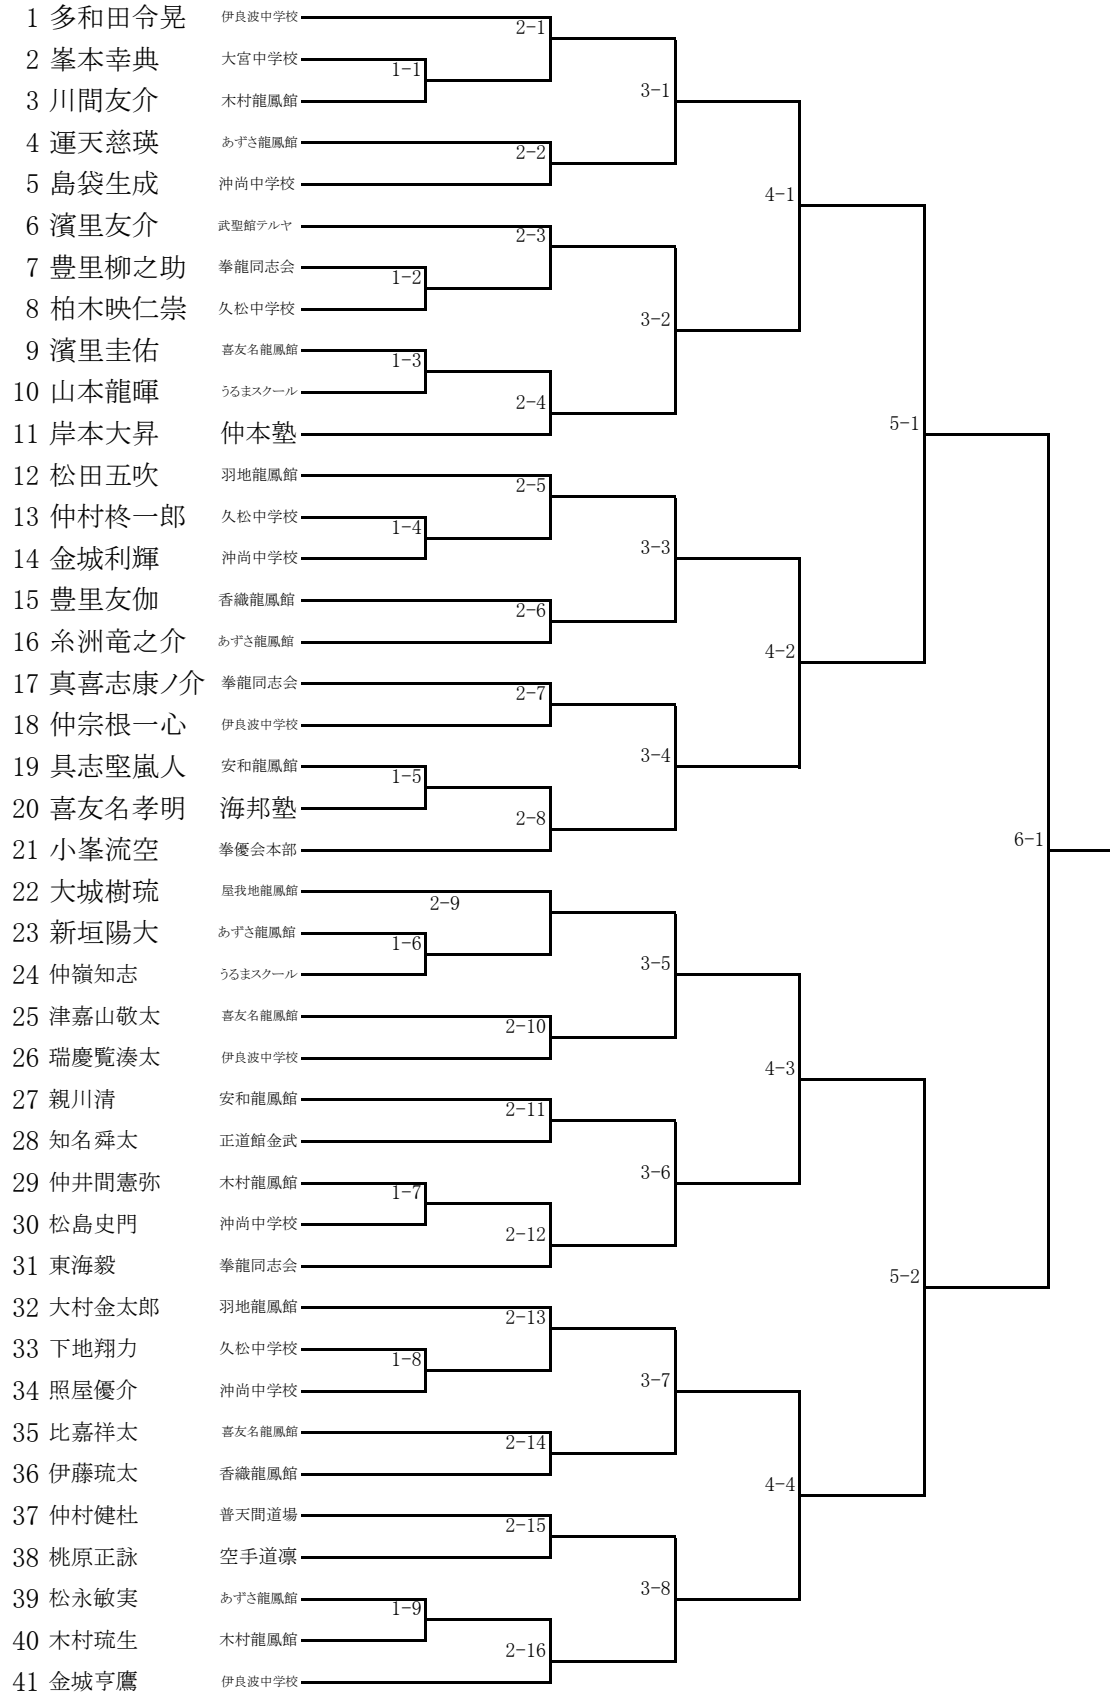 1 多和田令晃 伊良波中学校
2-1
2 峯本幸典 大宮中学校
1-1
3-1
3 川間友介 木村龍鳳館
4 運天慈瑛 あずさ龍鳳館
2-2
5 島袋生成 沖尚中学校
4-1
6 濱里友介 武聖館テルヤ
2-3
7 豊里柳之助 拳龍同志会
1-2
8 柏木映仁崇 久松中学校
3-2
9 濱里圭佑 喜友名龍鳳館
1-3
10 山本龍暉 うるまスクール
2-4
5-1
11 岸本大昇 仲本塾
12 松田五吹 羽地龍鳳館
2-5
13 仲村柊一郎 久松中学校
1-4
3-3
14 金城利輝 沖尚中学校
15 豊里友伽 香織龍鳳館
2-6
16 糸洲竜之介 あずさ龍鳳館
4-2
17 真喜志康ノ介 拳龍同志会
2-7
18 仲宗根一心 伊良波中学校
3-4
19 具志堅嵐人 安和龍鳳館
1-5
20 喜友名孝明 海邦塾
2-8
6-1
21 小峯流空 拳優会本部
22 大城樹琉 屋我地龍鳳館
2-9
23 新垣陽大 あずさ龍鳳館
1-6
3-5
24 仲嶺知志 うるまスクール
25 津嘉山敬太 喜友名龍鳳館
2-10
26 瑞慶覧湊太 伊良波中学校
4-3
27 親川清 安和龍鳳館
2-11
28 知名舜太 正道館金武
3-6
29 仲井間憲弥 木村龍鳳館
1-7
30 松島史門 沖尚中学校
2-12
31 東海毅 拳龍同志会
5-2
32 大村金太郎 羽地龍鳳館
2-13
33 下地翔力 久松中学校
1-8
3-7
34 照屋優介 沖尚中学校
35 比嘉祥太 喜友名龍鳳館
2-14
36 伊藤琉太 香織龍鳳館
4-4
37 仲村健杜 普天間道場
2-15
38 桃原正詠 空手道凛
3-8
39 松永敏実 あずさ龍鳳館
1-9
40 木村琉生 木村龍鳳館
2-16
41 金城亨鷹 伊良波中学校